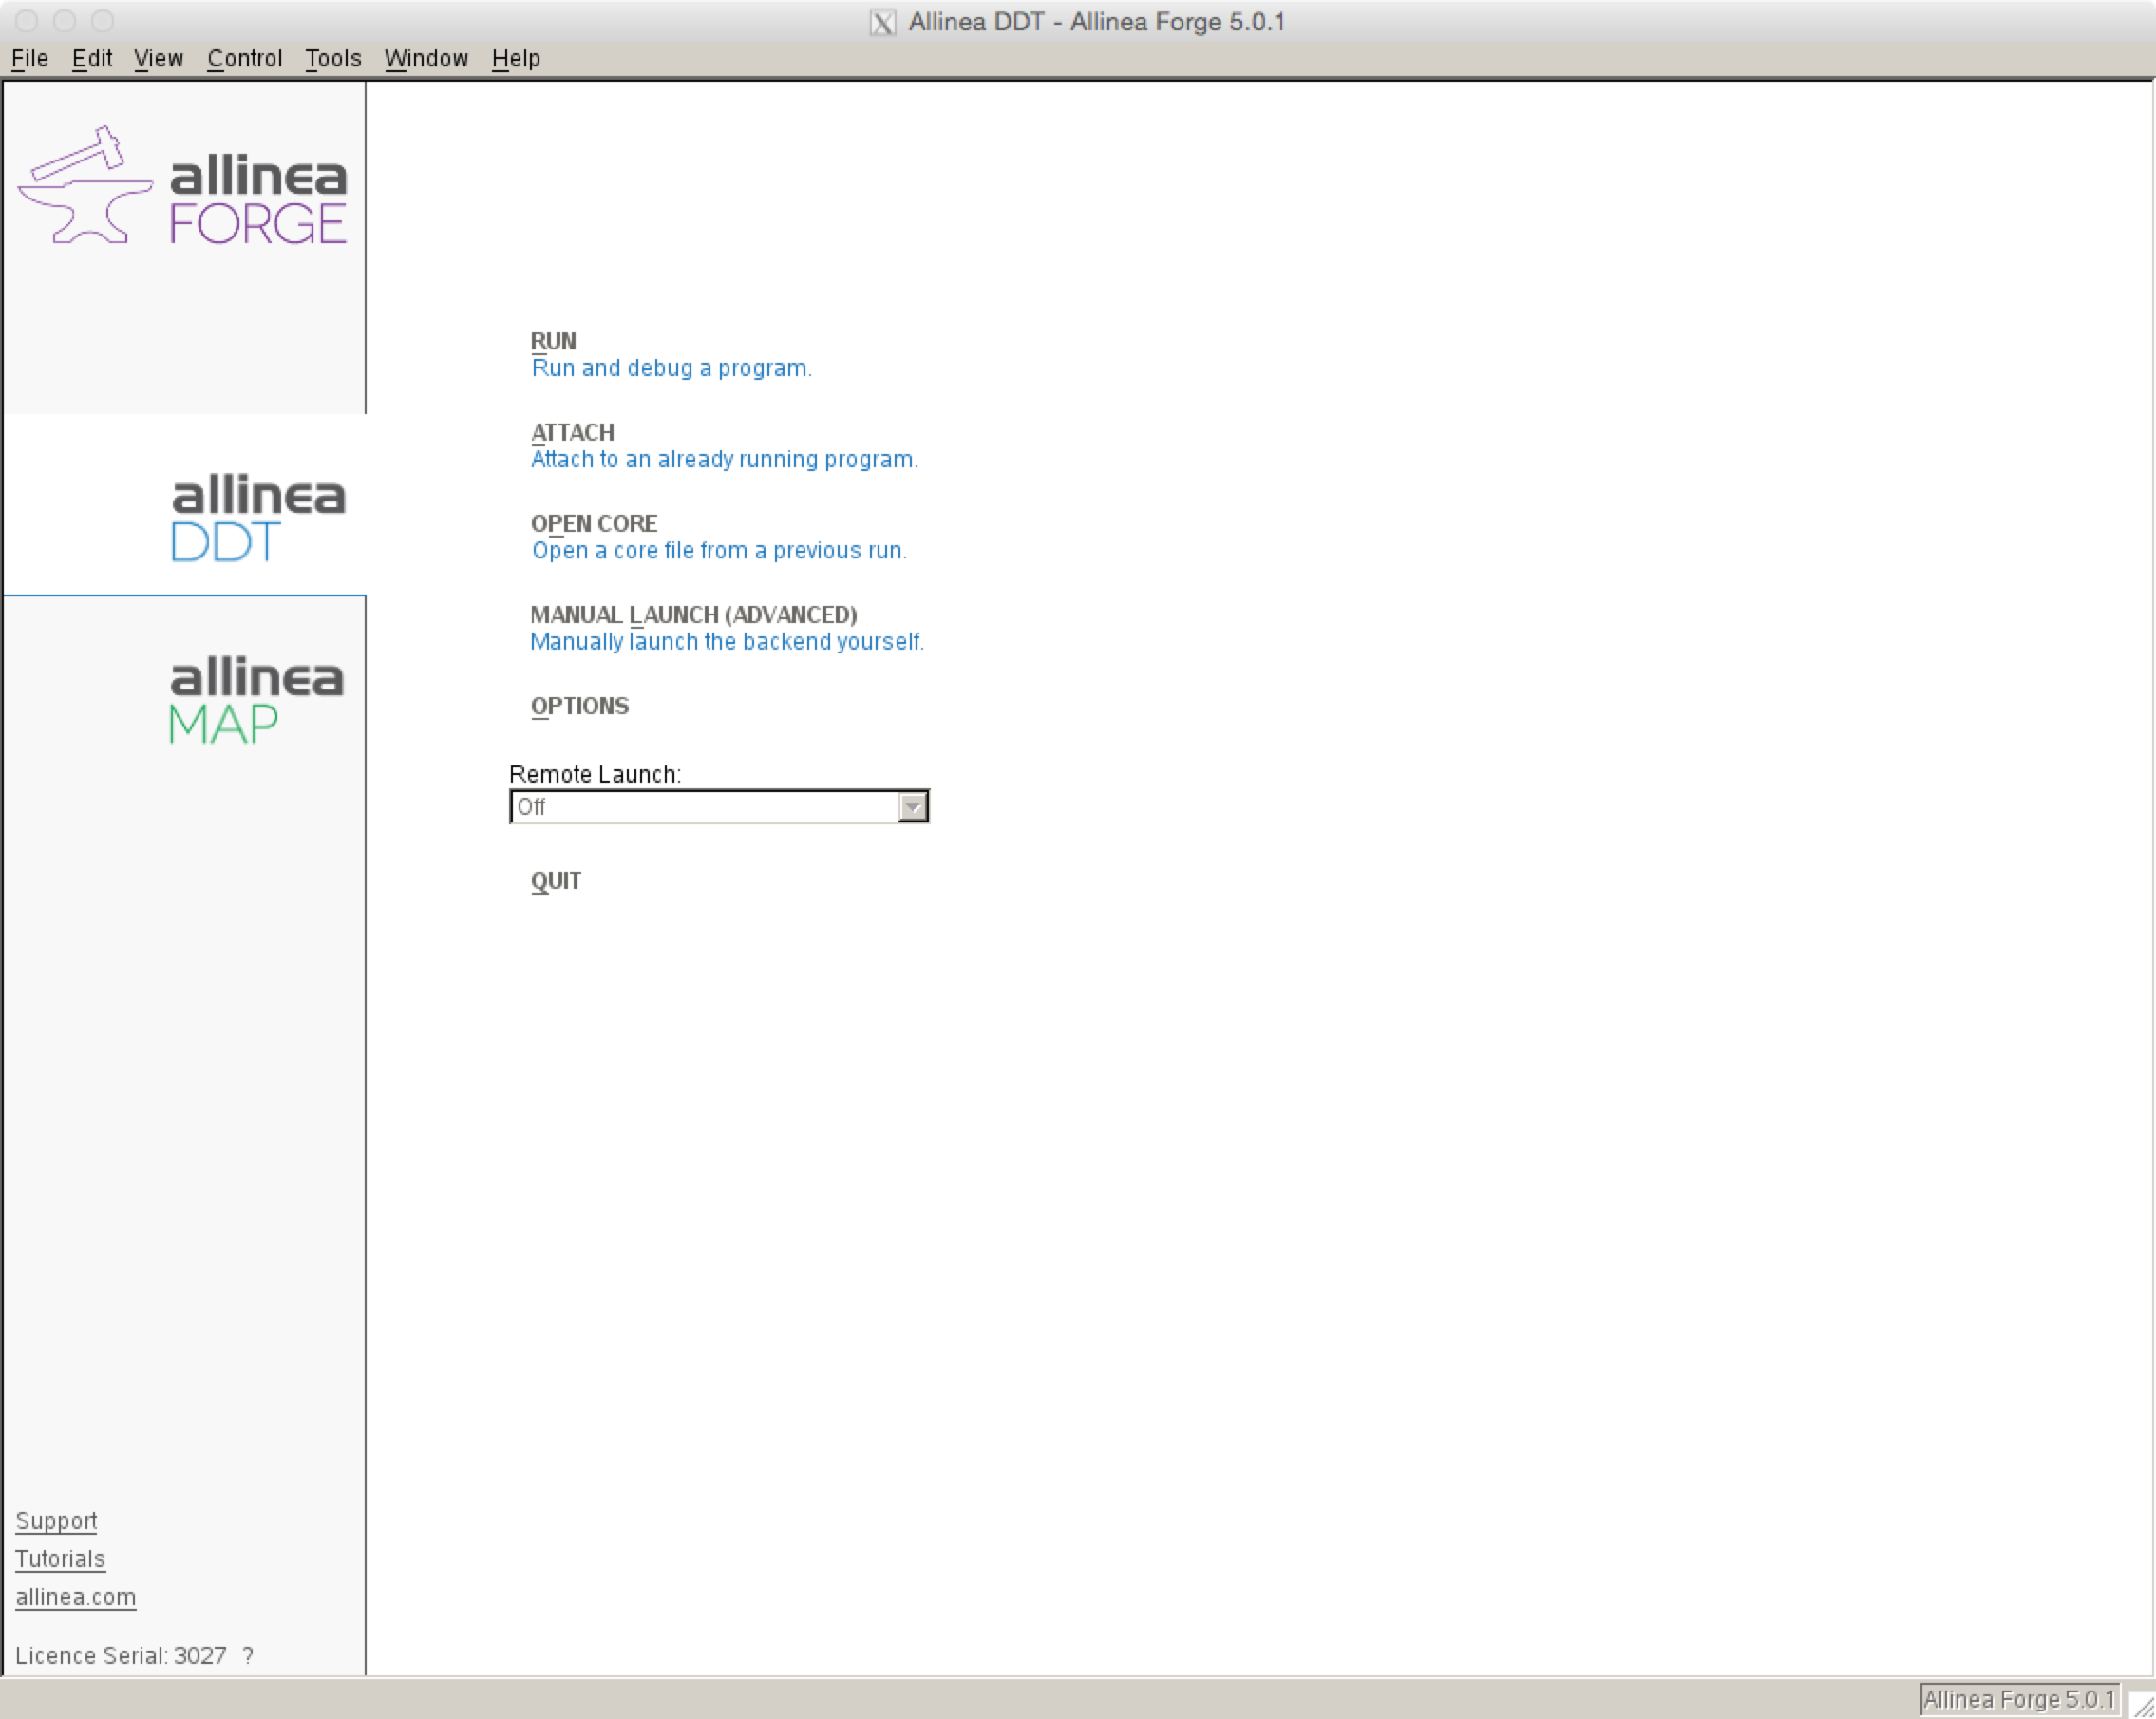 Allinea DDT - Allinea Forge 5.0.1
File Edit View Control Tools Window Help
allinea
FORGE
RUN
Run and debug a program.
ATTACH
Attach to an already running program.
allinea
DDT
OPEN CORE
Open a core file from a previous run.
MANUAL LAUNCH (ADVANCED)
Manually launch the backend yourself.
allinea
MAP
OPTIONS
Remote Launch:
Off
QUIT
Support
Tutorials
allinea.com
Licence Serial: 3027 ?
Allinea Forge 5.0.1